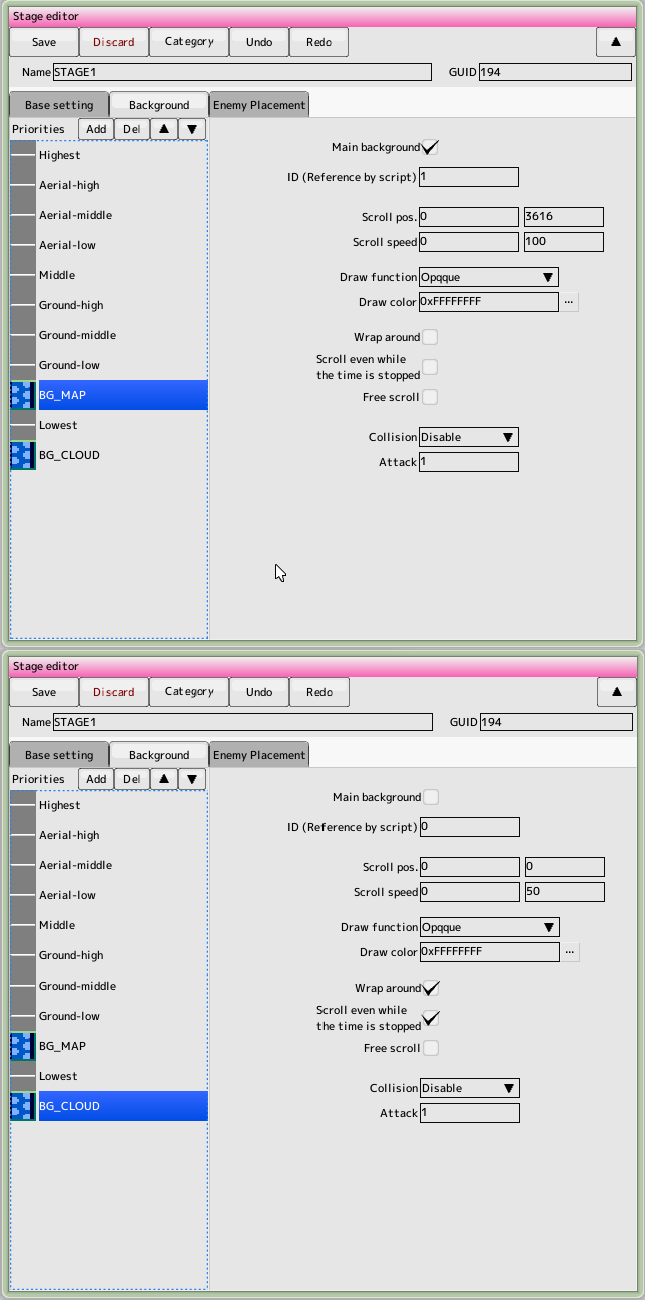 Stage editor
Save Discard Category Undo Redo ▲
Name STAGE1 GUID 194
Base setting Background Enemy Placement
Priorities Add Del ▲ ▼
Main background
Highest
ID (Reference by script) 1
Aerial-high
Aerial-middle
Scroll pos. 0 3616
Aerial-low
Scroll speed 0 100
Middle
Draw function Opqque ▼
Ground-high
Draw color 0xFFFFFFFF ...
Ground-middle
Wrap around
Ground-low
Scroll even while
the time is stopped
BG_MAP
Free scroll
Lowest
Collision Disable ▼
BG_CLOUD
Attack 1
Stage editor
Save Discard Category Undo Redo ▲
Name STAGE1 GUID 194
Base setting Background Enemy Placement
Priorities Add Del ▲ ▼
Main background
Highest
ID (Reference by script) 0
Aerial-high
Aerial-middle
Scroll pos. 0 0
Aerial-low
Scroll speed 0 50
Middle
Draw function Opqque ▼
Ground-high
Draw color 0xFFFFFFFF ...
Ground-middle
Wrap around
Ground-low
Scroll even while
the time is stopped
BG_MAP
Free scroll
Lowest
Collision Disable ▼
BG_CLOUD
Attack 1